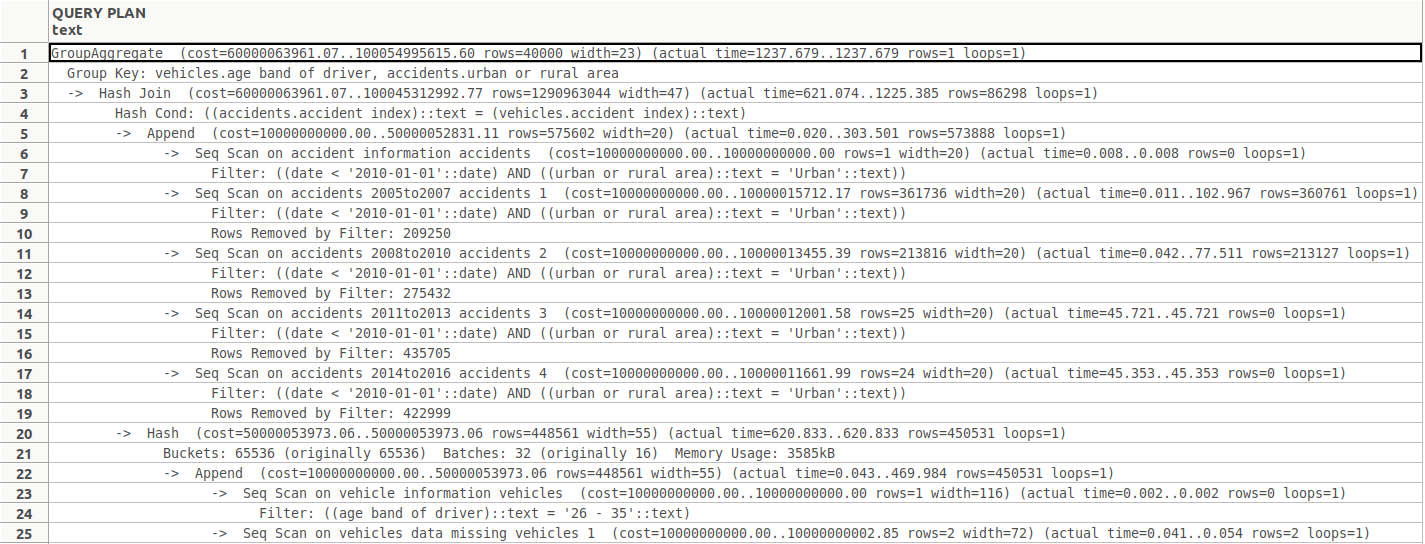 QUERY PLAN
text
1 GroupAggregate (cost=60000063961.07..100054995615.60 rows=40000 width=23) (actual time=1237.679..1237.679 rows=1 loops=1)
2 Group Key: vehicles.age band of driver, accidents.urban or rural area
3 -> Hash Join (cost=60000063961.07..100045312992.77 rows=1290963044 width=47) (actual time=621.074..1225.385 rows=86298 loops=1)
4 Hash Cond: ((accidents.accident index)::text = (vehicles.accident index)::text)
5 -> Append (cost=10000000000.00..50000052831.11 rows=575602 width=20) (actual time=0.020..303.501 rows=573888 loops=1)
6 -> Seq Scan on accident information accidents (cost=10000000000.00..10000000000.00 rows=1 width=20) (actual time=0.008..0.008 rows=0 loops=1)
7 Filter: ((date < '2010-01-01'::date) AND ((urban or rural area)::text = 'Urban'::text))
8 -> Seq Scan on accidents 2005to2007 accidents 1 (cost=10000000000.00..10000015712.17 rows=361736 width=20) (actual time=0.011..102.967 rows=360761 loops=1)
9 Filter: ((date < '2010-01-01'::date) AND ((urban or rural area)::text = 'Urban'::text))
10 Rows Removed by Filter: 209250
11 -> Seq Scan on accidents 2008to2010 accidents 2 (cost=10000000000.00..10000013455.39 rows=213816 width=20) (actual time=0.042..77.511 rows=213127 loops=1)
12 Filter: ((date < '2010-01-01'::date) AND ((urban or rural area)::text = 'Urban'::text))
13 Rows Removed by Filter: 275432
14 -> Seq Scan on accidents 2011to2013 accidents 3 (cost=10000000000.00..10000012001.58 rows=25 width=20) (actual time=45.721..45.721 rows=0 loops=1)
15 Filter: ((date < '2010-01-01'::date) AND ((urban or rural area)::text = 'Urban'::text))
16 Rows Removed by Filter: 435705
17 -> Seq Scan on accidents 2014to2016 accidents 4 (cost=10000000000.00..10000011661.99 rows=24 width=20) (actual time=45.353..45.353 rows=0 loops=1)
18 Filter: ((date < '2010-01-01'::date) AND ((urban or rural area)::text = 'Urban'::text))
19 Rows Removed by Filter: 422999
20 -> Hash (cost=50000053973.06..50000053973.06 rows=448561 width=55) (actual time=620.833..620.833 rows=450531 loops=1)
21 Buckets: 65536 (originally 65536) Batches: 32 (originally 16) Memory Usage: 3585kB
22 -> Append (cost=10000000000.00..50000053973.06 rows=448561 width=55) (actual time=0.043..469.984 rows=450531 loops=1)
23 -> Seq Scan on vehicle information vehicles (cost=10000000000.00..10000000000.00 rows=1 width=116) (actual time=0.002..0.002 rows=0 loops=1)
24 Filter: ((age band of driver)::text = '26 - 35'::text)
25 -> Seq Scan on vehicles data missing vehicles 1 (cost=10000000000.00..10000000002.85 rows=2 width=72) (actual time=0.041..0.054 rows=2 loops=1)